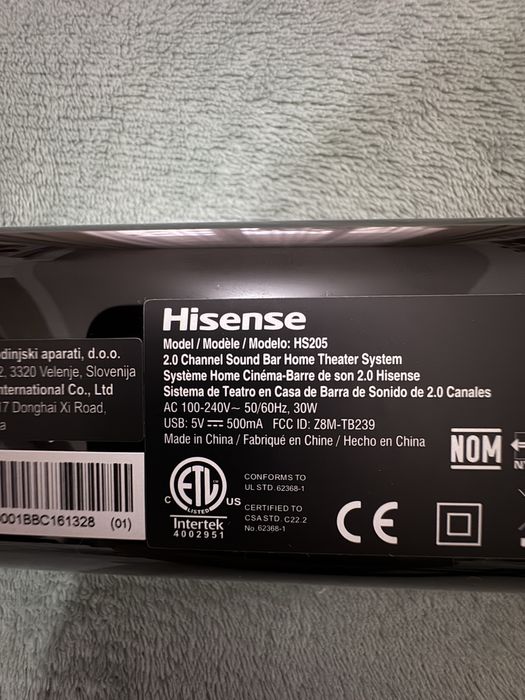 Hisense
Model / Modèle / Modelo: HS205
2.0 Channel Sound Bar Home Theater System
Système Home Cinéma-Barre de son 2.0 Hisense
Sistema de Teatro en Casa de Barra de Sonido de 2.0 Canales
AC 100-240V~ 50/60Hz, 30W
USB: 5V⎓ 500mA FCC ID: Z8M-TB239
Made in China / Fabriqué en Chine / Hecho en China
odinjski aparati, d.o.o.
2, 3320 Velenje, Slovenija
nternational Co., Ltd
17 Donghai Xi Road,
a
001BBC161328 (01)
ETL
LISTED
C US
Intertek
4002951
CONFORMS TO
UL STD. 62368-1
CERTIFIED TO
CSA STD. C22.2
No.62368-1
CE
NOM